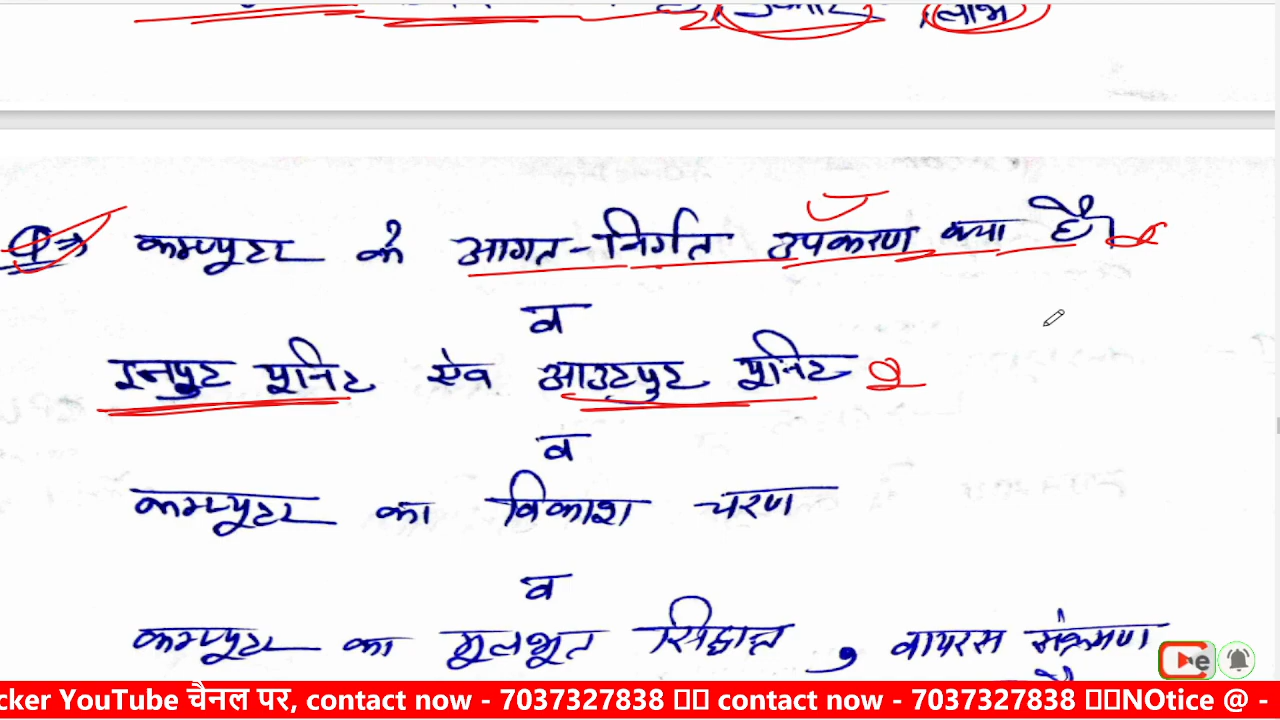 लाभ
Q⇒ कम्प्युटर के आगत-निर्गत उपकरण क्या है।
व
इनपुट यूनिट ऐव आउटपुट यूनिट
व
कम्प्युटर का विकाश चरण
व
कम्प्युटर का मूलभूत सिद्धान्त , वायरस संक्रमण
cker YouTube चैनल पर, contact now - 7037327838 contact now - 7037327838 NOtice @ -